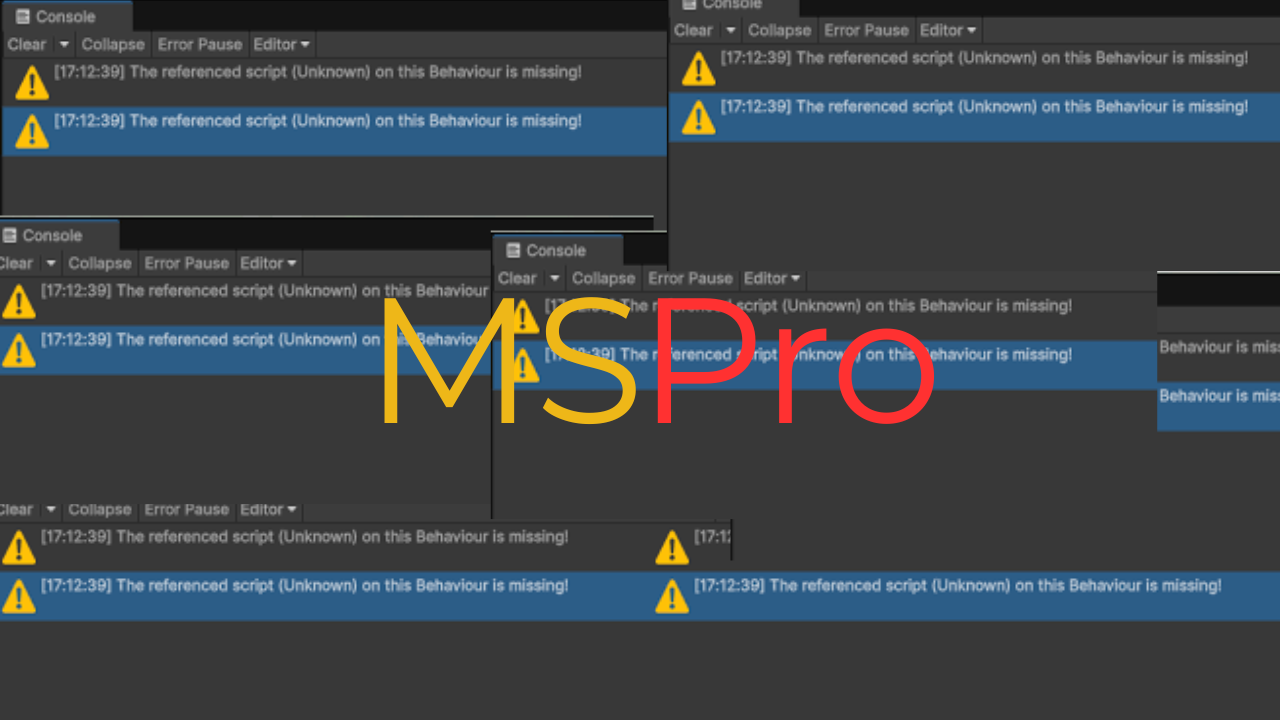 Console
Clear Collapse Error Pause Editor
[17:12:39] The referenced script (Unknown) on this Behaviour is missing!
[17:12:39] The referenced script (Unknown) on this Behaviour is missing!
Console
Clear Collapse Error Pause Editor
[17:12:39] The referenced script (Unknown) on this Behaviour is missing!
[17:12:39] The referenced script (Unknown) on this Behaviour is missing!
Console
Clear Collapse Error Pause Editor
[17:12:39] The referenced script (Unknown) on this Behaviour
[17:12:39] The referenced script (Unknown) on this Behaviou
Console
Clear Collapse Error Pause Editor
The referenced script (Unknown) on this Behaviour is missing!
The referenced script (Unknown) on this Behaviour is missing!
Behaviour is miss
Behaviour is miss
MSPro
Clear Collapse Error Pause Editor
[17:12:39] The referenced script (Unknown) on this Behaviour is missing!
[17:12:39] The referenced script (Unknown) on this Behaviour is missing!
[17:12
[17:12:39] The referenced script (Unknown) on this Behaviour is missing!